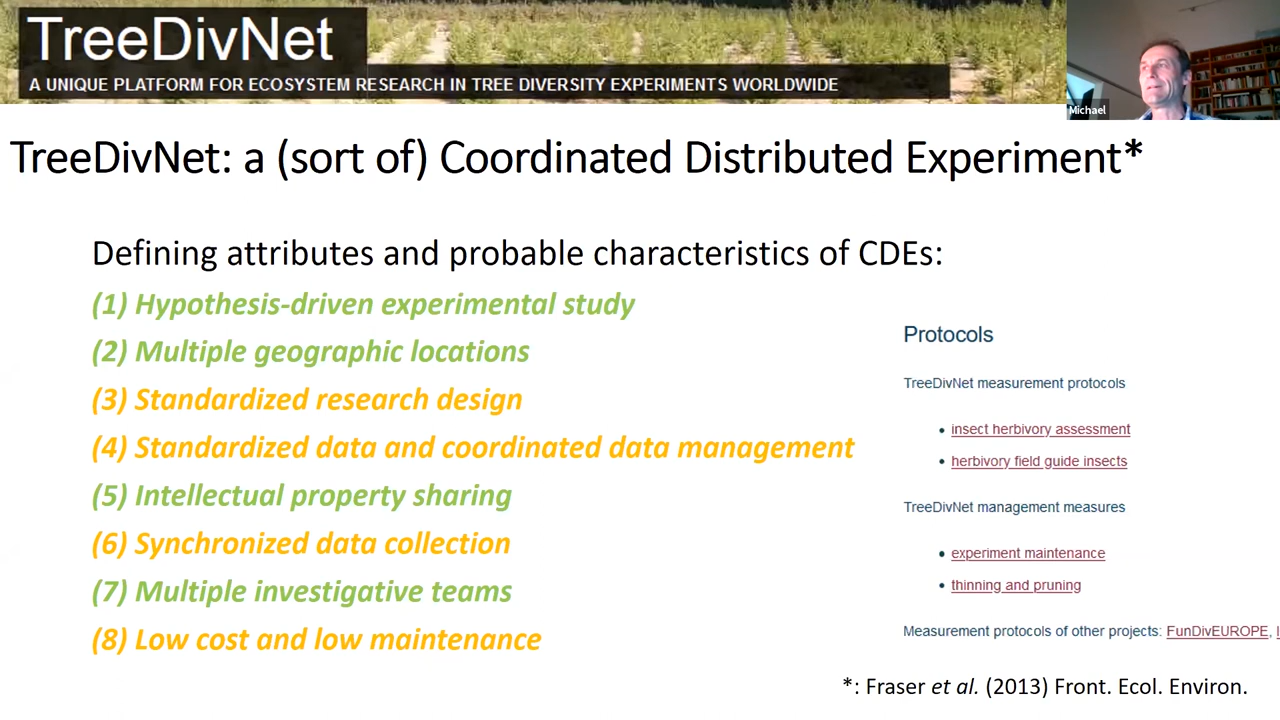 TreeDivNet
A UNIQUE PLATFORM FOR ECOSYSTEM RESEARCH IN TREE DIVERSITY EXPERIMENTS WORLDWIDE
Michael
TreeDivNet: a (sort of) Coordinated Distributed Experiment*
Defining attributes and probable characteristics of CDEs:
(1) Hypothesis-driven experimental study
(2) Multiple geographic locations
(3) Standardized research design
(4) Standardized data and coordinated data management
(5) Intellectual property sharing
(6) Synchronized data collection
(7) Multiple investigative teams
(8) Low cost and low maintenance
Protocols
TreeDivNet measurement protocols
• insect herbivory assessment
• herbivory field guide insects
TreeDivNet management measures
• experiment maintenance
• thinning and pruning
Measurement protocols of other projects: FunDivEUROPE,
*: Fraser et al. (2013) Front. Ecol. Environ.